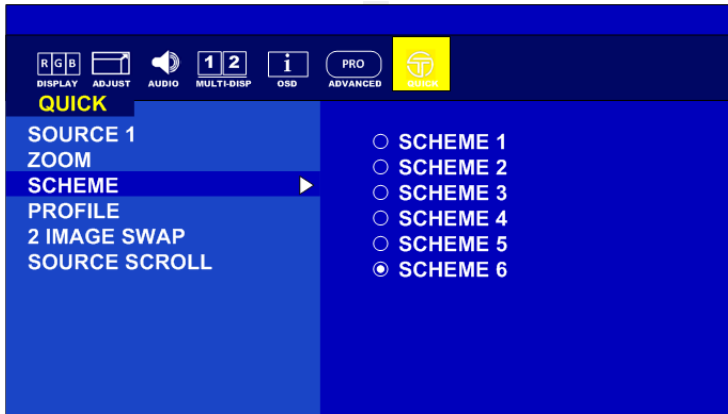 R G B
1 2
i
PRO
DISPLAY ADJUST AUDIO MULTI-DISP OSD ADVANCED QUICK
QUICK
SOURCE 1
ZOOM
SCHEME
PROFILE
2 IMAGE SWAP
SOURCE SCROLL
SCHEME 1
SCHEME 2
SCHEME 3
SCHEME 4
SCHEME 5
SCHEME 6